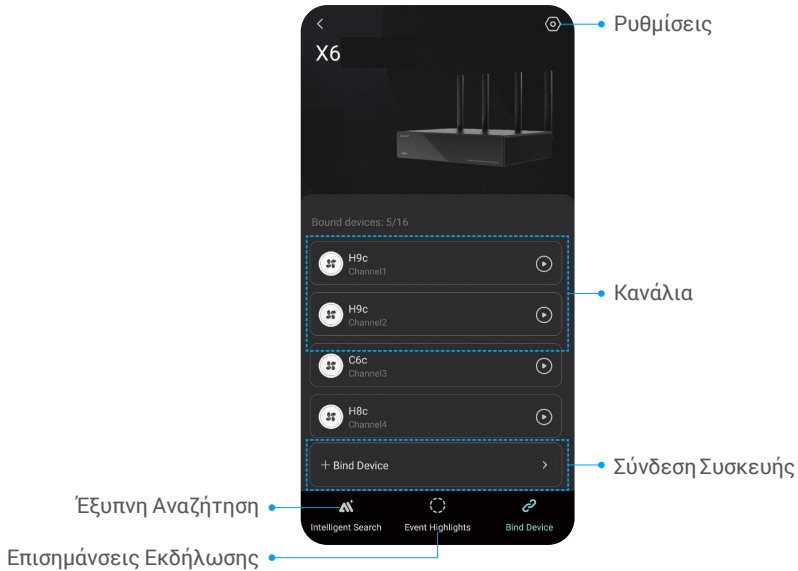 Ρυθμίσεις
X6
Bound devices: 5/16
H9c
Channel1
H9c
Channel2
Κανάλια
C6c
Channel3
H8c
Channel4
+ Bind Device
Σύνδεση Συσκευής
Έξυπνη Αναζήτηση
Intelligent Search
Event Highlights
Bind Device
Επισημάνσεις Εκδήλωσης